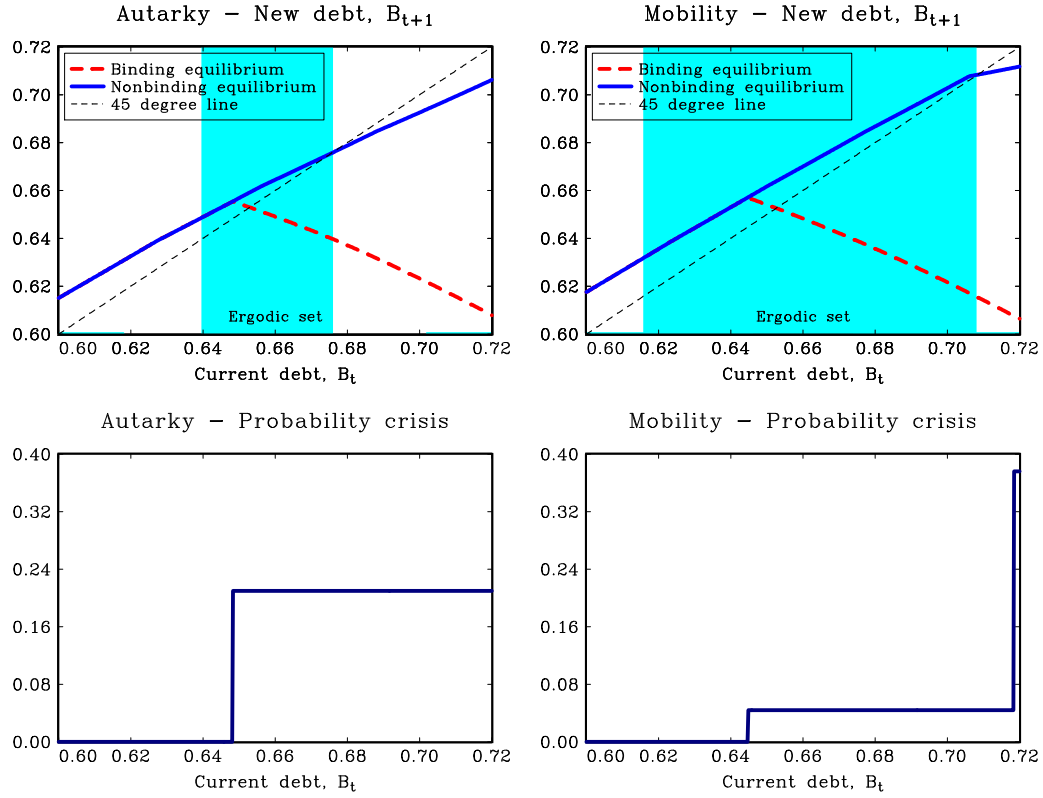 Autarky – New debt, B_{t+1}
0.72
0.70
0.68
0.66
0.64
0.62
0.60
Binding equilibrium
Nonbinding equilibrium
45 degree line
Ergodic set
0.60 0.62 0.64 0.66 0.68 0.70 0.72
Current debt, B_t
Mobility – New debt, B_{t+1}
0.72
0.70
0.68
0.66
0.64
0.62
0.60
Binding equilibrium
Nonbinding equilibrium
45 degree line
Ergodic set
0.60 0.62 0.64 0.66 0.68 0.70 0.72
Current debt, B_t
Autarky – Probability crisis
0.40
0.32
0.24
0.16
0.08
0.00
0.60 0.62 0.64 0.66 0.68 0.70 0.72
Current debt, B_t
Mobility – Probability crisis
0.40
0.32
0.24
0.16
0.08
0.00
0.60 0.62 0.64 0.66 0.68 0.70 0.72
Current debt, B_t